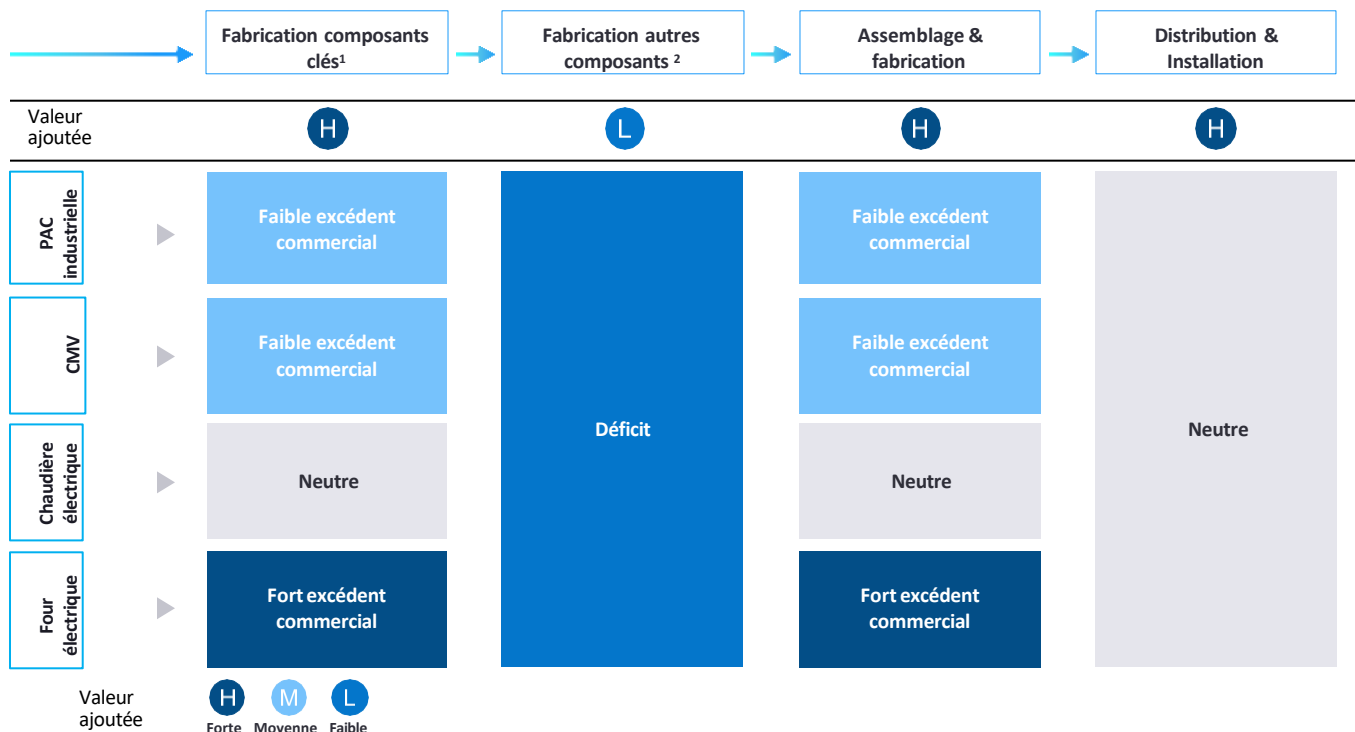 Fabrication composants
clés¹
Fabrication autres
composants ²
Assemblage &
fabrication
Distribution &
Installation
Valeur
ajoutée
H
L
H
H
PAC
industrielle
Faible excédent
commercial
Faible excédent
commercial
CMV
Faible excédent
commercial
Faible excédent
commercial
Déficit
Neutre
Chaudière
électrique
Neutre
Neutre
Four
électrique
Fort excédent
commercial
Fort excédent
commercial
Valeur
ajoutée
H
M
L
Forte
Moyenne
Faible